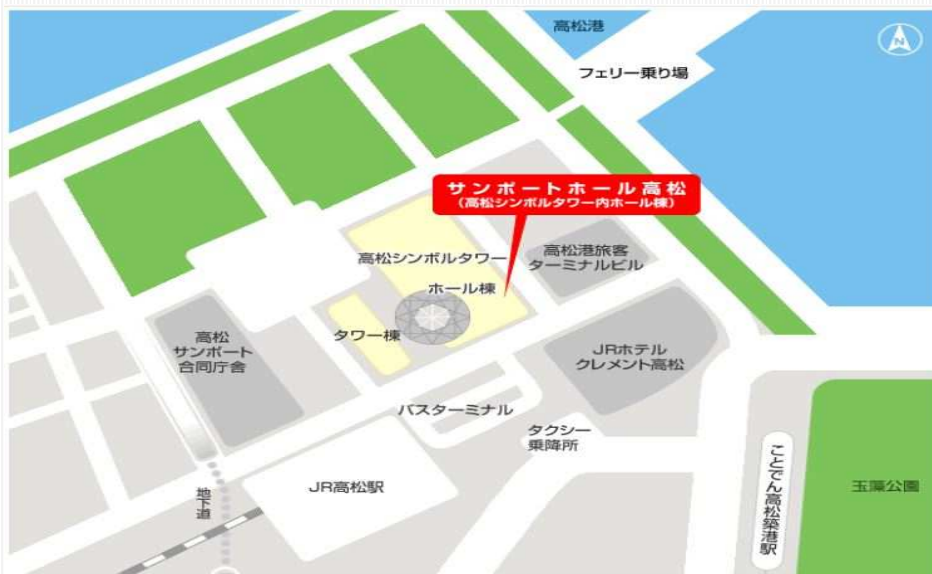 高松港
N
フェリー乗り場
サンポートホール高松
(高松シンボルタワー内ホール棟)
高松シンボルタワー
ホール棟
高松港旅客
ターミナルビル
タワー棟
高松
サンポート
合同庁舎
JRホテル
クレメント高松
バスターミナル
タクシー
乗降所
JR高松駅
地下道
ことでん高松築港駅
玉藻公園